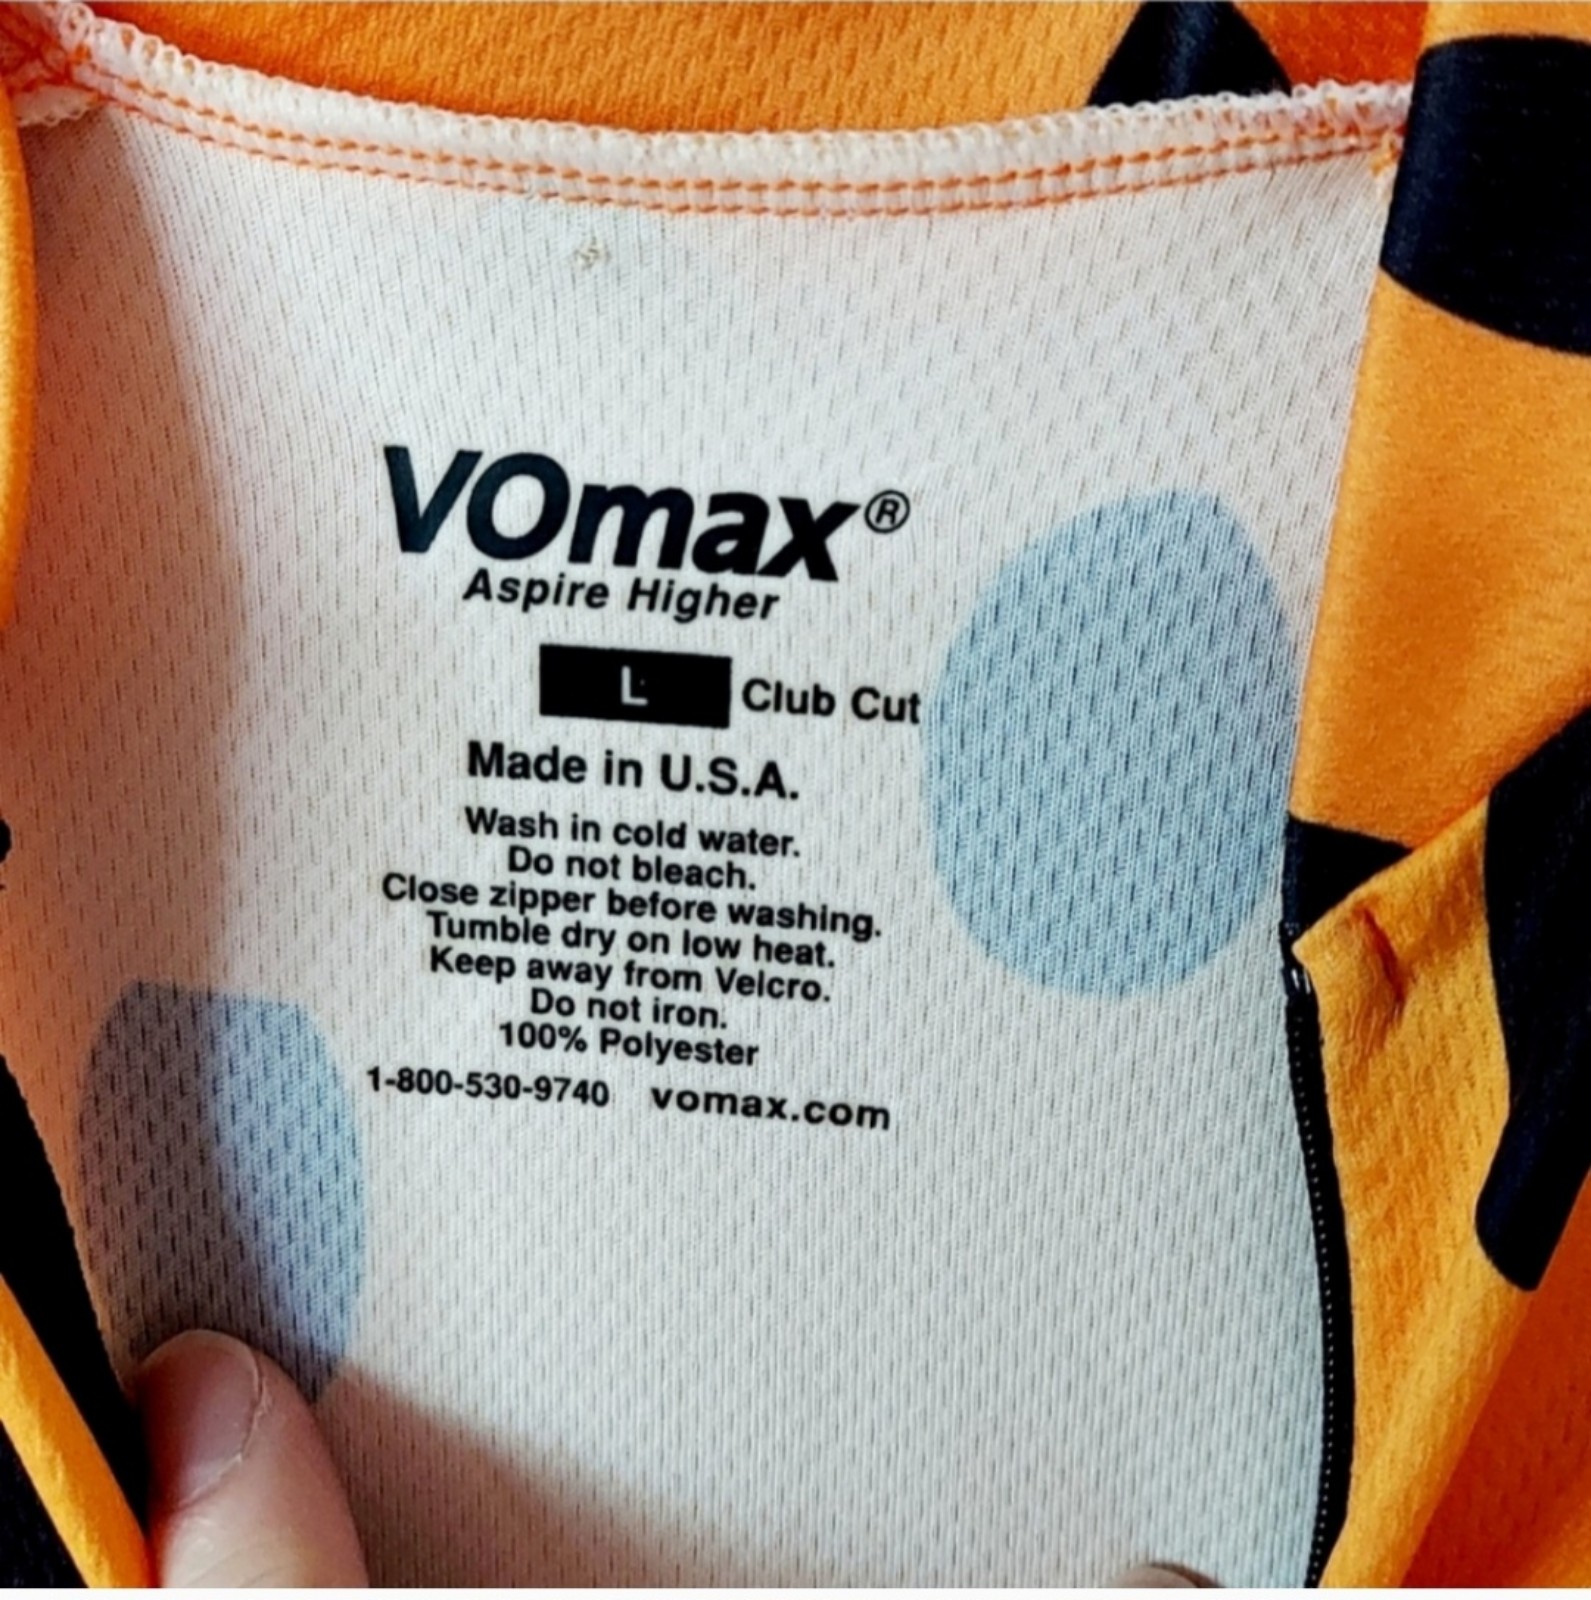 VOmax®
Aspire Higher
L Club Cut
Made in U.S.A.
Wash in cold water.
Do not bleach.
Close zipper before washing.
Tumble dry on low heat.
Keep away from Velcro.
Do not iron.
100% Polyester
1-800-530-9740 vomax.com